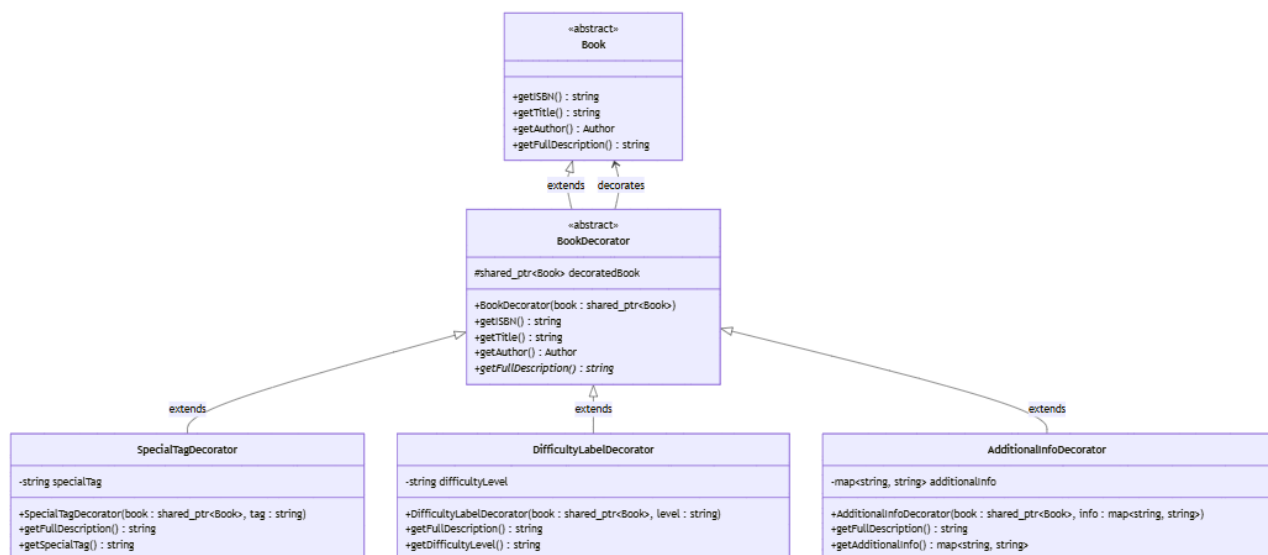 «abstract»
Book
+getISBN() : string
+getTitle() : string
+getAuthor() : Author
+getFullDescription() : string
extends
decorates
«abstract»
BookDecorator
#shared_ptr<Book> decoratedBook
+BookDecorator(book : shared_ptr<Book>)
+getISBN() : string
+getTitle() : string
+getAuthor() : Author
+getFullDescription() : string
extends
extends
extends
SpecialTagDecorator
-string specialTag
+SpecialTagDecorator(book : shared_ptr<Book>, tag : string)
+getFullDescription() : string
+getSpecialTag() : string
DifficultyLabelDecorator
-string difficultyLevel
+DifficultyLabelDecorator(book : shared_ptr<Book>, level : string)
+getFullDescription() : string
+getDifficultyLevel() : string
AdditionalInfoDecorator
-map<string, string> additionalInfo
+AdditionalInfoDecorator(book : shared_ptr<Book>, info : map<string, string>)
+getFullDescription() : string
+getAdditionalInfo() : map<string, string>